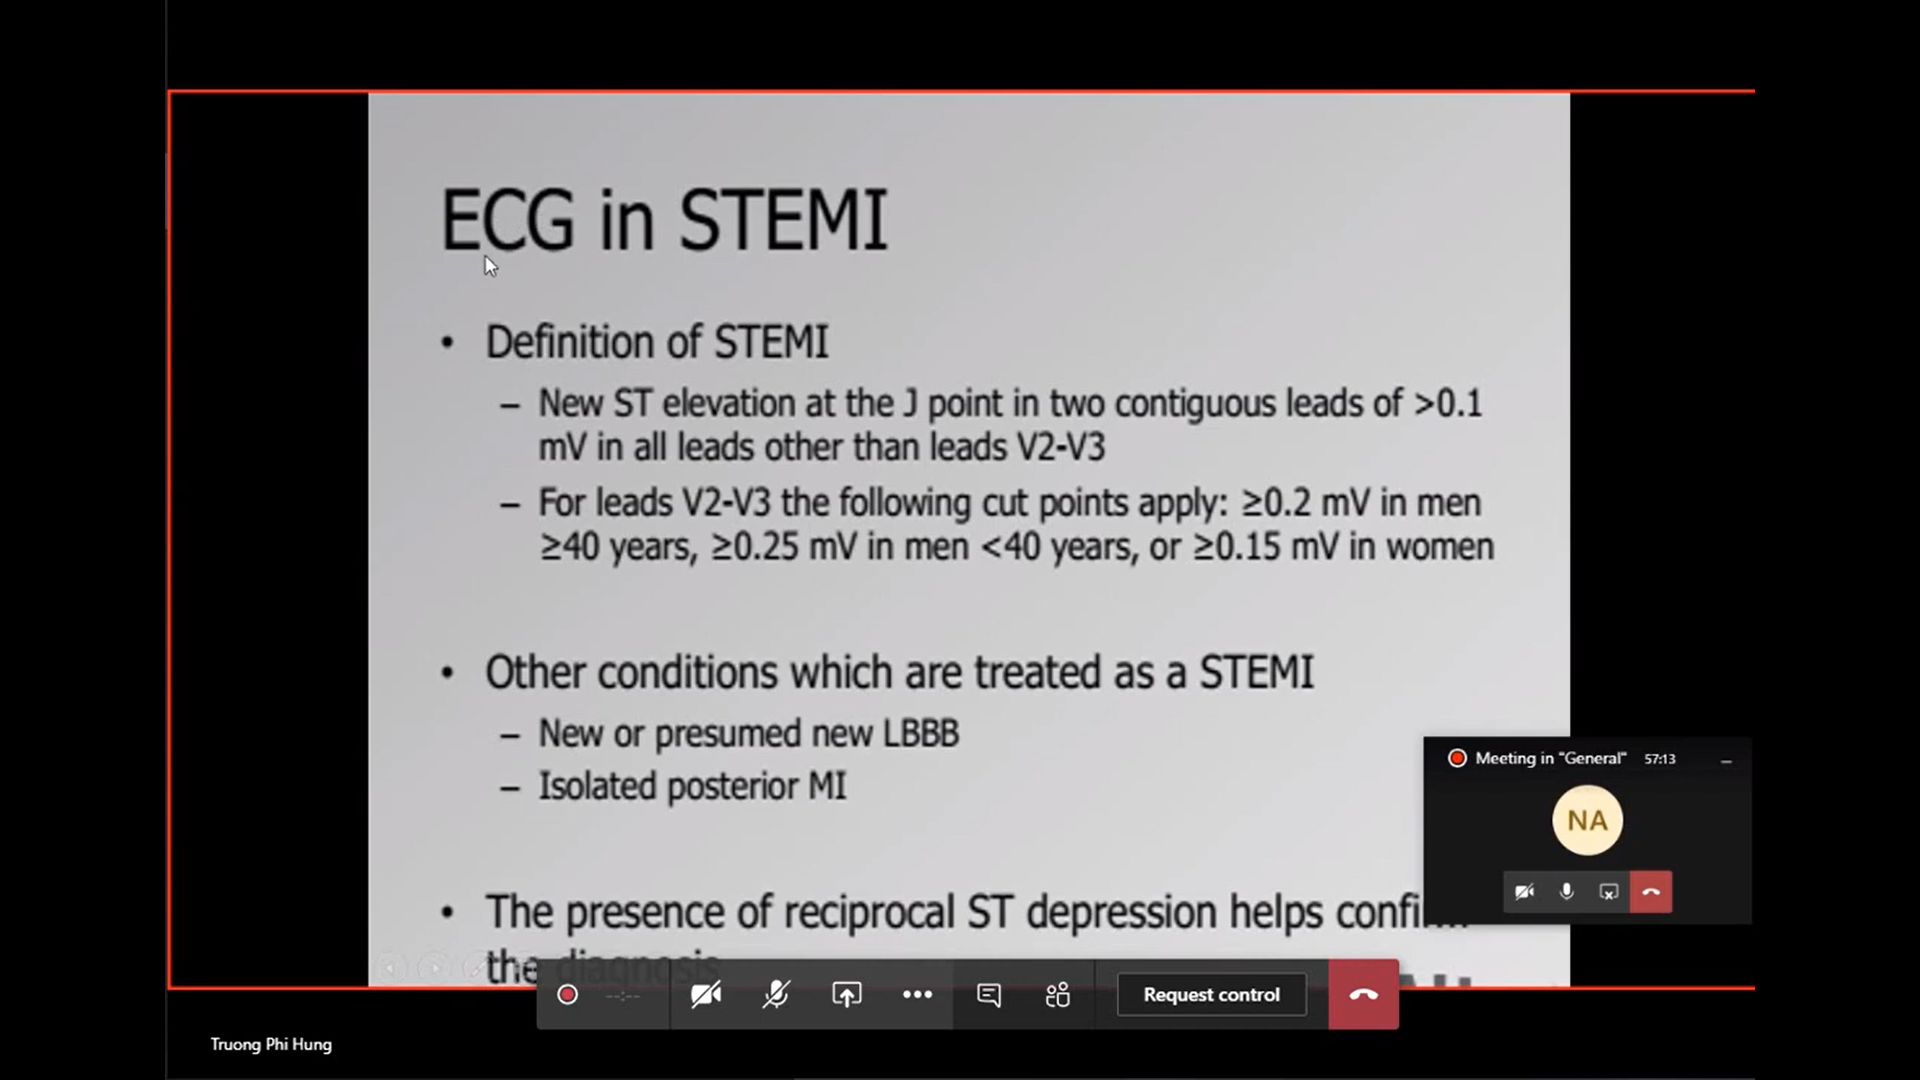 ECG in STEMI
• Definition of STEMI
– New ST elevation at the J point in two contiguous leads of >0.1
mV in all leads other than leads V2-V3
– For leads V2-V3 the following cut points apply: ≥0.2 mV in men
≥40 years, ≥0.25 mV in men <40 years, or ≥0.15 mV in women
• Other conditions which are treated as a STEMI
– New or presumed new LBBB
– Isolated posterior MI
• The presence of reciprocal ST depression helps confirm
the diagnosis
Meeting in "General" 57:13
NA
--:--
Request control
Truong Phi Hung